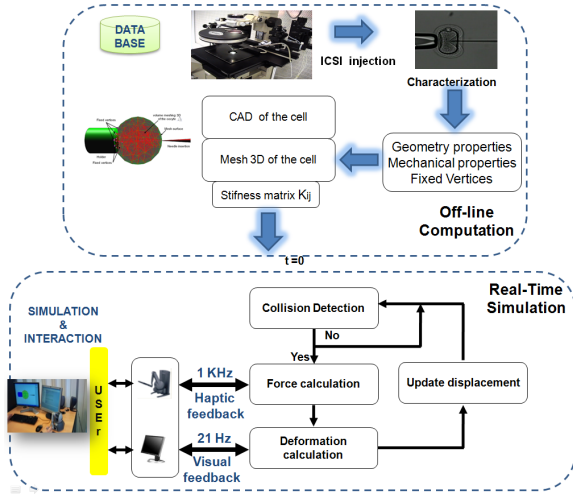 DATA
BASE
ICSI injection
Characterization
CAD of the cell
Mesh 3D of the cell
Stifness matrix Kij
Geometry properties
Mechanical properties
Fixed Vertices
Off-line
Computation
t=0
Real-Time
Simulation
SIMULATION
&
INTERACTION
USEr
1 KHz
Haptic
feedback
21 Hz
Visual
feedback
Collision Detection
No
Yes
Force calculation
Update displacement
Deformation
calculation